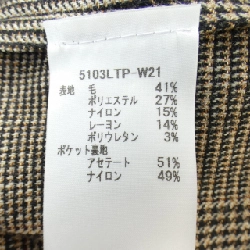 5103LTP-W21
表地 毛 41%
ポリエステル 27%
ナイロン 15%
レーヨン 14%
ポリウレタン 3%
ポケット裏地
アセテート 51%
ナイロン 49%